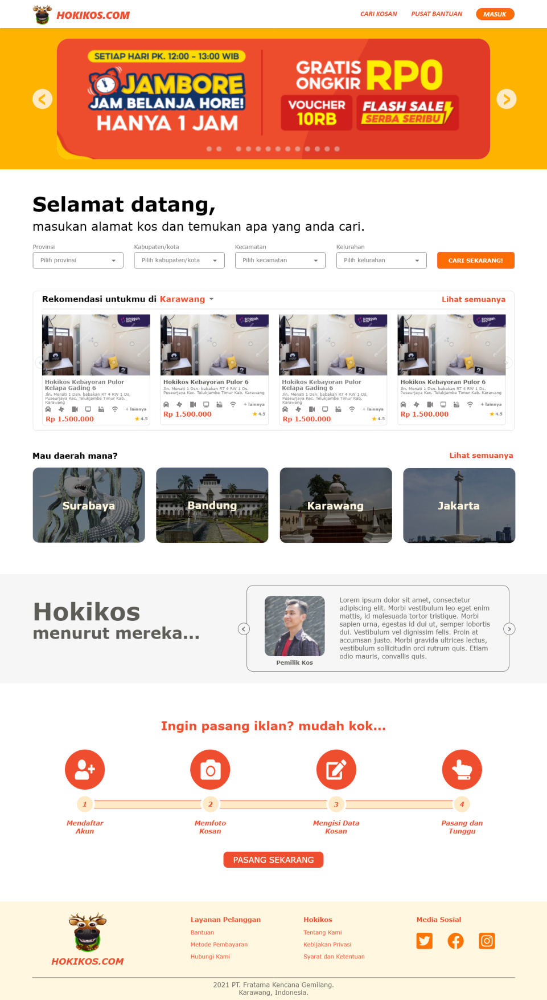 HOKIKOS.COM
CARI KOSAN
PUSAT BANTUAN
MASUK
SETIAP HARI PK. 12:00 - 13:00 WIB
JAMBORE
JAM BELANJA HORE!
HANYA 1 JAM
GRATIS
ONGKIR RP0
VOUCHER
10RB
FLASH SALE
SERBA SERIBU
Selamat datang,
masukan alamat kos dan temukan apa yang anda cari.
Provinsi
Kabupaten/kota
Kecamatan
Kelurahan
Pilih provinsi
Pilih kabupaten/kota
Pilih kecamatan
Pilih kelurahan
CARI SEKARANG!
Rekomendasi untukmu di Karawang
Lihat semuanya
singgah
sini
Hokikos Kebayoran Pulor
Kelapa Gading 6
Jln. Menati 1 Dsn. babakan RT 4 RW 1 Ds.
Puseurjaya Kec. Telukjambe Timur Kab.
Karawang
+ lainnya
Rp 1.500.000
4.5
singgah
sini
Hokikos Kebayoran Pulor 6
Jln. Menati 1 Dsn. babakan RT 4 RW 1 Ds.
Puseurjaya Kec. Telukjambe Timur Kab. Karawang
+ lainnya
Rp 1.500.000
4.5
singgah
sini
Hokikos Kebayoran Pulor
Kelapa Gading 6
Jln. Menati 1 Dsn. babakan RT 4 RW 1 Ds.
Puseurjaya Kec. Telukjambe Timur Kab.
Karawang
+ lainnya
Rp 1.500.000
4.5
singgah
sini
Hokikos Kebayoran Pulor 6
Jln. Menati 1 Dsn. babakan RT 4 RW 1 Ds.
Puseurjaya Kec. Telukjambe Timur Kab. Karawang
+ lainnya
Rp 1.500.000
4.5
Mau daerah mana?
Lihat semuanya
Surabaya
Bandung
Karawang
Jakarta
Hokikos
menurut mereka...
Pemilik Kos
Lorem ipsum dolor sit amet, consectetur
adipiscing elit. Morbi vestibulum leo eget enim
mattis, id malesuada tortor tristique. Morbi
sapien urna, egestas id dui ut, semper lobortis
dui. Vestibulum vel dignissim felis. Proin at
accumsan justo. Morbi gravida ultrices lectus,
vestibulum sollicitudin orci rutrum quis. Etiam
odio mauris, convallis quis.
Ingin pasang iklan? mudah kok...
1
2
3
4
Mendaftar
Akun
Memfoto
Kosan
Mengisi Data
Kosan
Pasang dan
Tunggu
PASANG SEKARANG
HOKIKOS.COM
Layanan Pelanggan
Bantuan
Metode Pembayaran
Hubungi Kami
Hokikos
Tentang Kami
Kebijakan Privasi
Syarat dan Ketentuan
Media Sosial
2021 PT. Fratama Kencana Gemilang.
Karawang, Indonesia.